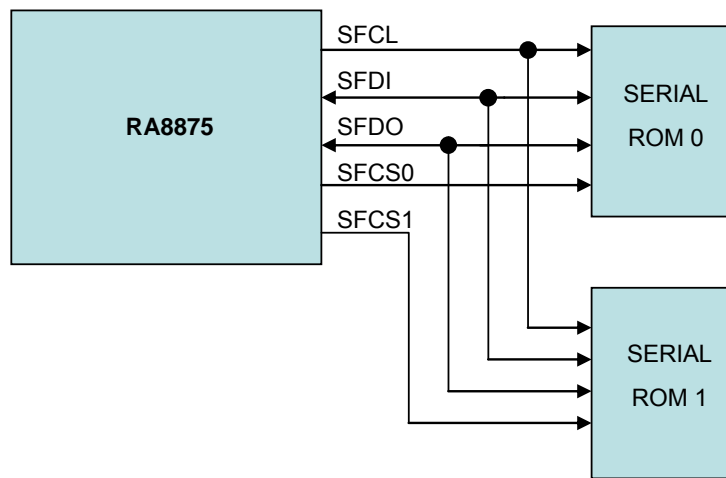 RA8875
SFCL
SFDI
SFDO
SFCS0
SFCS1
SERIAL
ROM 0
SERIAL
ROM 1